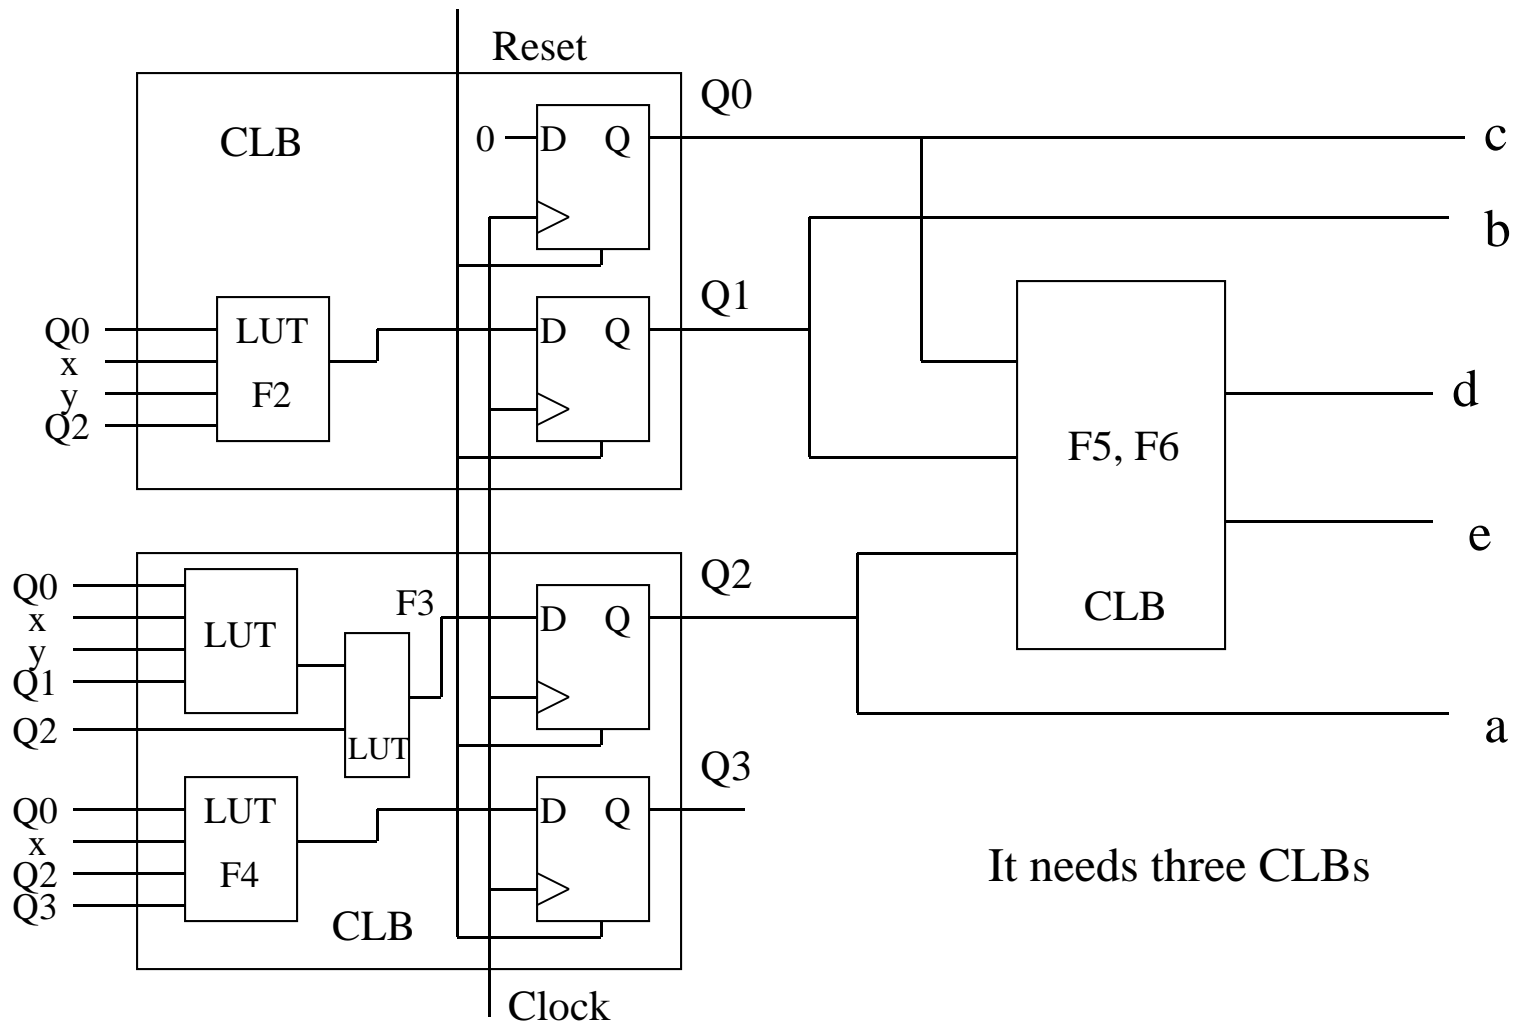 Reset
Q0
CLB
0
D Q
c
b
Q1
Q0
x
y
Q2
LUT
F2
D Q
d
F5, F6
e
CLB
Q0
x
y
Q1
Q2
LUT
F3
LUT
D Q
Q2
a
Q3
Q0
x
Q2
Q3
LUT
F4
D Q
CLB
It needs three CLBs
Clock